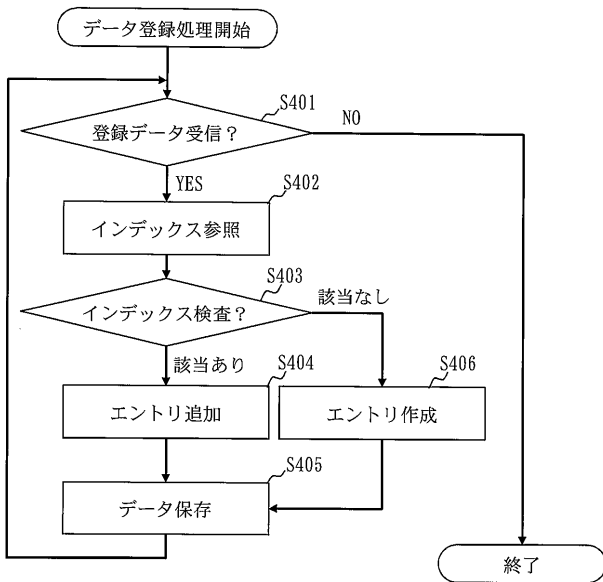 データ登録処理開始
S401
登録データ受信？
NO
YES
S402
インデックス参照
S403
インデックス検査？
該当なし
該当あり
S404
S406
エントリ追加
エントリ作成
S405
データ保存
終了